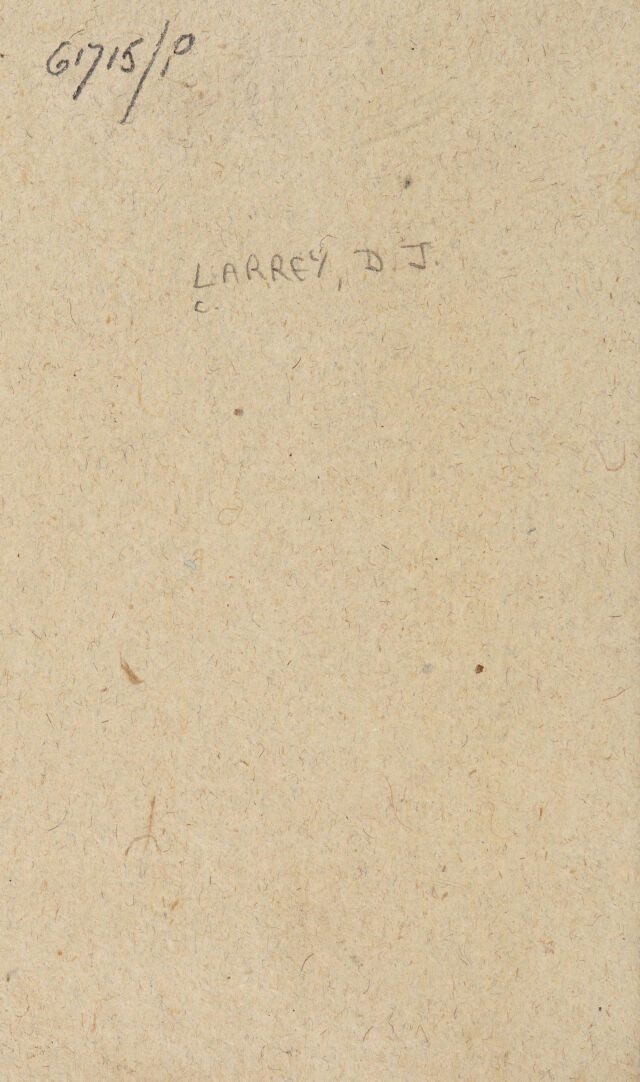 61715/P
LARREY, D. J.
c.